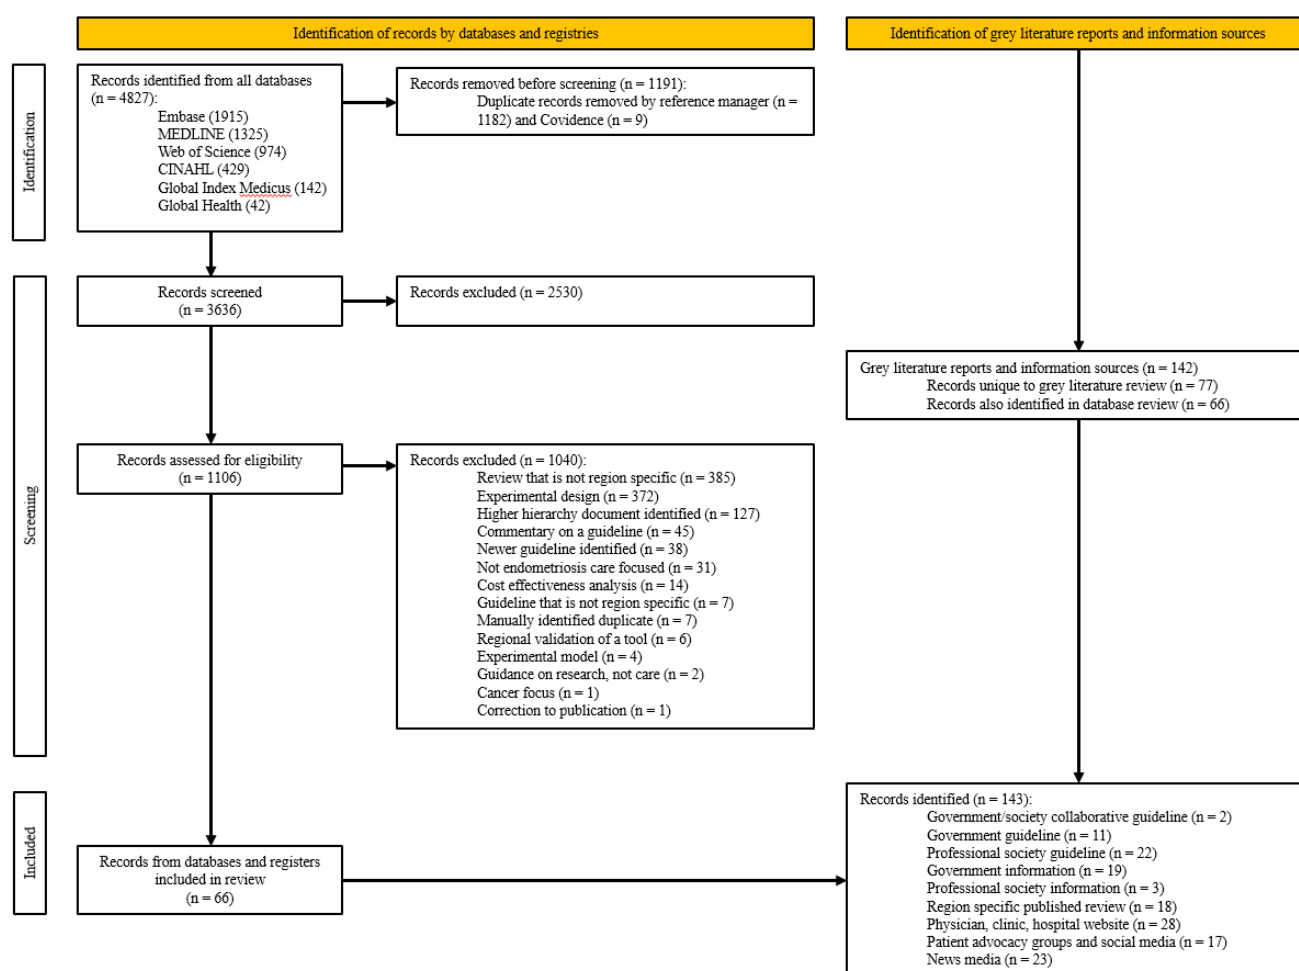 Identification of records by databases and registries
Identification of grey literature reports and information sources
Identification
Records identified from all databases
(n = 4827):
Embase (1915)
MEDLINE (1325)
Web of Science (974)
CINAHL (429)
Global Index Medicus (142)
Global Health (42)
Records removed before screening (n = 1191):
Duplicate records removed by reference manager (n =
1182) and Covidence (n = 9)
Screening
Records screened
(n = 3636)
Records excluded (n = 2530)
Grey literature reports and information sources (n = 142)
Records unique to grey literature review (n = 77)
Records also identified in database review (n = 66)
Records assessed for eligibility
(n = 1106)
Records excluded (n = 1040):
Review that is not region specific (n = 385)
Experimental design (n = 372)
Higher hierarchy document identified (n = 127)
Commentary on a guideline (n = 45)
Newer guideline identified (n = 38)
Not endometriosis care focused (n = 31)
Cost effectiveness analysis (n = 14)
Guideline that is not region specific (n = 7)
Manually identified duplicate (n = 7)
Regional validation of a tool (n = 6)
Experimental model (n = 4)
Guidance on research, not care (n = 2)
Cancer focus (n = 1)
Correction to publication (n = 1)
Included
Records from databases and registers
included in review
(n = 66)
Records identified (n = 143):
Government/society collaborative guideline (n = 2)
Government guideline (n = 11)
Professional society guideline (n = 22)
Government information (n = 19)
Professional society information (n = 3)
Region specific published review (n = 18)
Physician, clinic, hospital website (n = 28)
Patient advocacy groups and social media (n = 17)
News media (n = 23)